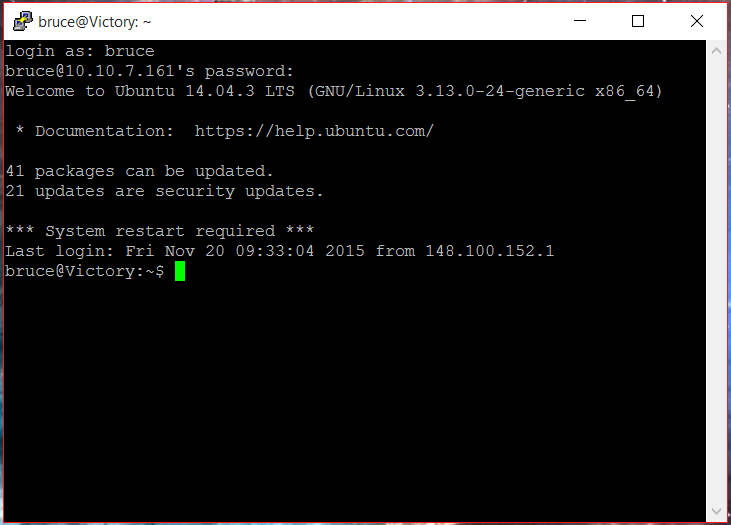 bruce@Victory: ~
login as: bruce
bruce@10.10.7.161's password:
Welcome to Ubuntu 14.04.3 LTS (GNU/Linux 3.13.0-24-generic x86_64)
* Documentation:  https://help.ubuntu.com/
41 packages can be updated.
21 updates are security updates.
*** System restart required ***
Last login: Fri Nov 20 09:33:04 2015 from 148.100.152.1
bruce@Victory:~$